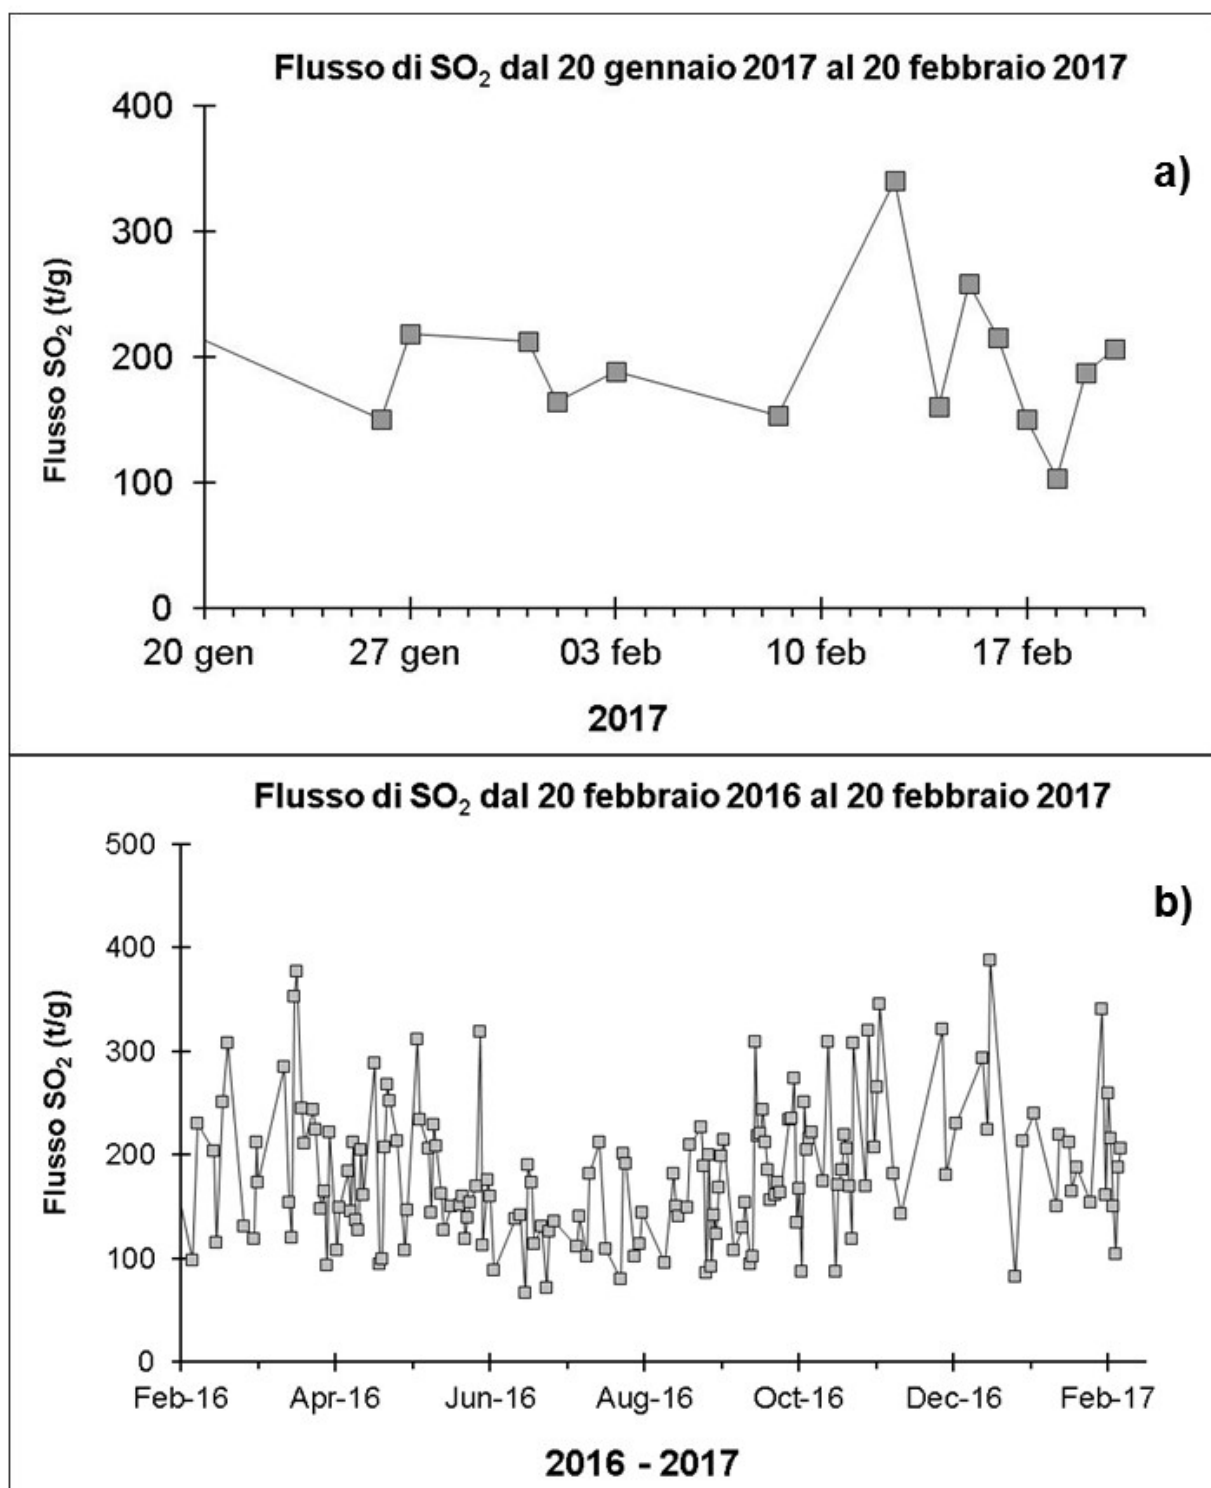 Flusso di SO₂ dal 20 gennaio 2017 al 20 febbraio 2017
a)
Flusso SO₂ (t/g)
400
300
200
100
0
20 gen 27 gen 03 feb 10 feb 17 feb
2017
Flusso di SO₂ dal 20 febbraio 2016 al 20 febbraio 2017
b)
Flusso SO₂ (t/g)
500
400
300
200
100
0
Feb-16 Apr-16 Jun-16 Aug-16 Oct-16 Dec-16 Feb-17
2016 - 2017